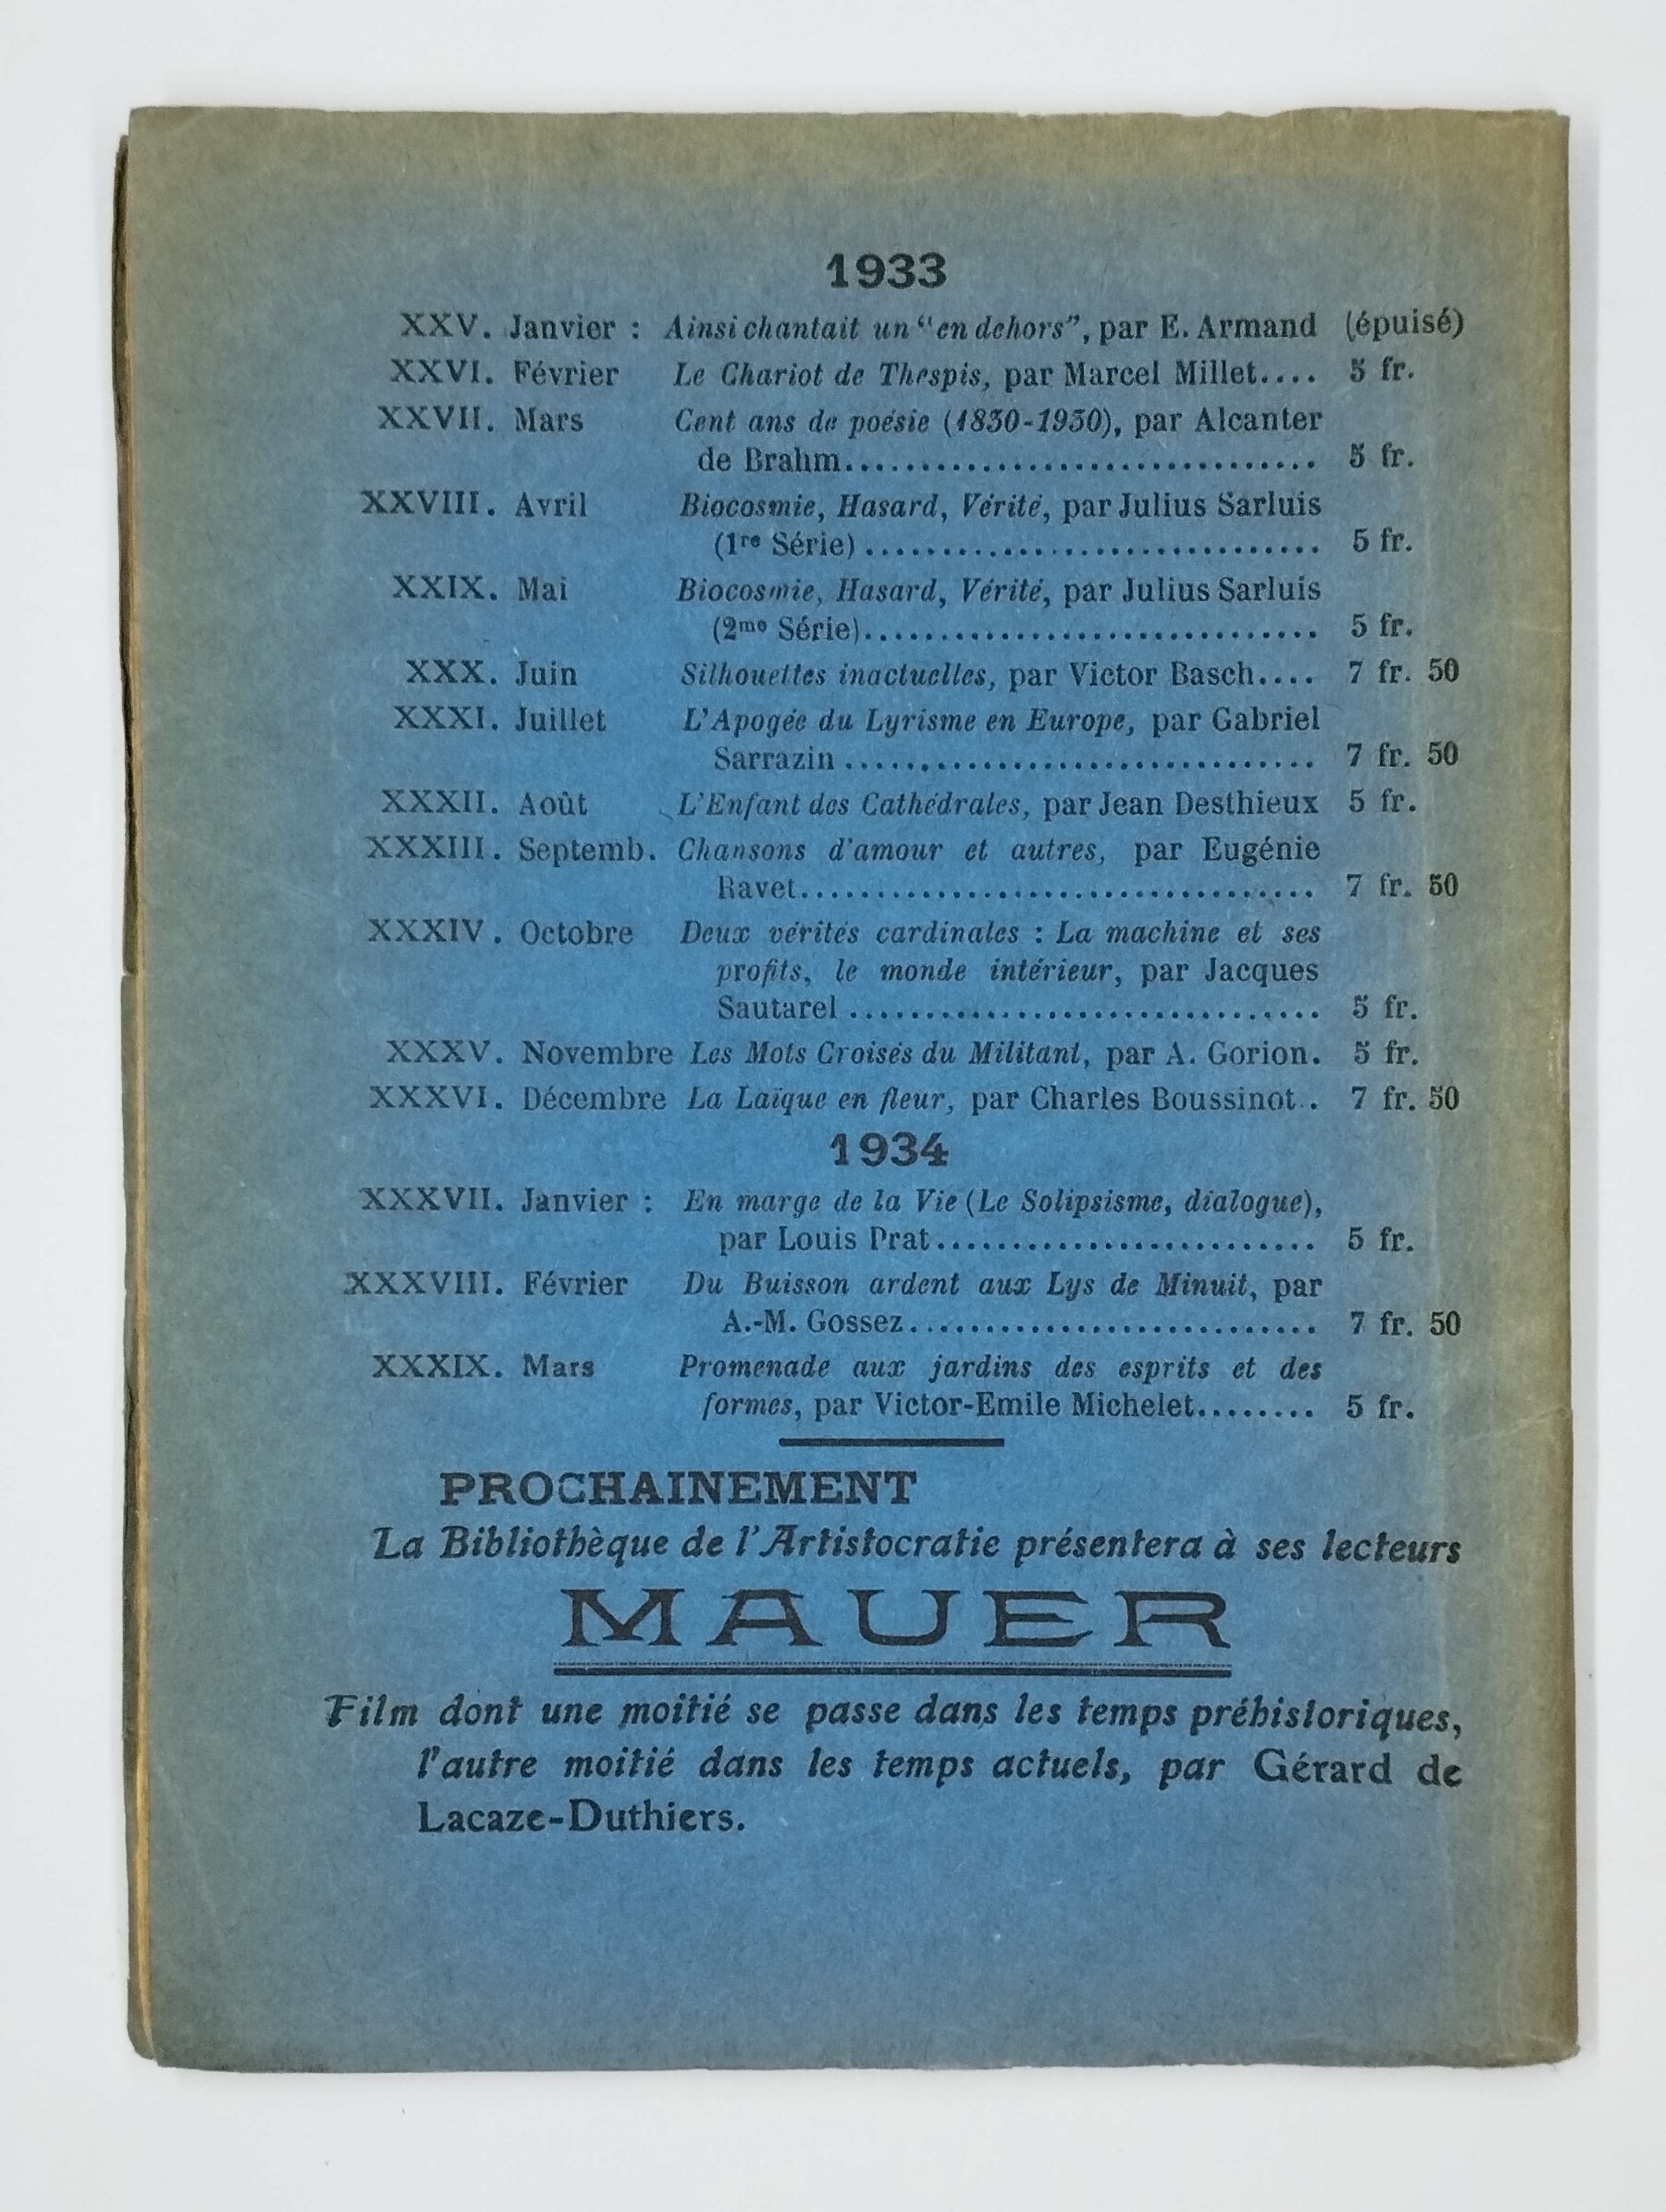 1933
XXV. Janvier : Ainsi chantait un "en dehors", par E. Armand (épuisé)
XXVI. Février Le Chariot de Thespis, par Marcel Millet.... 5 fr.
XXVII. Mars Cent ans de poésie (1830-1930), par Alcanter
de Brahm............................... 5 fr.
XXVIII. Avril Biocosmie, Hasard, Vérité, par Julius Sarluis
(1re Série) .............................. 5 fr.
XXIX. Mai Biocosmie, Hasard, Vérité, par Julius Sarluis
(2me Série).............................. 5 fr.
XXX. Juin Silhouettes inactuelles, par Victor Basch.... 7 fr. 50
XXXI. Juillet L'Apogée du Lyrisme en Europe, par Gabriel
Sarrazin ............................... 7 fr. 50
XXXII. Août L'Enfant des Cathédrales, par Jean Desthieux 5 fr.
XXXIII. Septemb. Chansons d'amour et autres, par Eugénie
Ravet.................................. 7 fr. 50
XXXIV. Octobre Deux vérités cardinales : La machine et ses
profits, le monde intérieur, par Jacques
Sautarel ............................... 5 fr.
XXXV. Novembre Les Mots Croisés du Militant, par A. Gorion. 5 fr.
XXXVI. Décembre La Laïque en fleur, par Charles Boussinot.. 7 fr. 50
1934
XXXVII. Janvier : En marge de la Vie (Le Solipsisme, dialogue),
par Louis Prat......................... 5 fr.
XXXVIII. Février Du Buisson ardent aux Lys de Minuit, par
A.-M. Gossez........................... 7 fr. 50
XXXIX. Mars Promenade aux jardins des esprits et des
formes, par Victor-Emile Michelet........ 5 fr.
PROCHAINEMENT
La Bibliothèque de l'Artistocratie présentera à ses lecteurs
MAUER
Film dont une moitié se passe dans les temps préhistoriques,
l'autre moitié dans les temps actuels, par Gérard de
Lacaze-Duthiers.